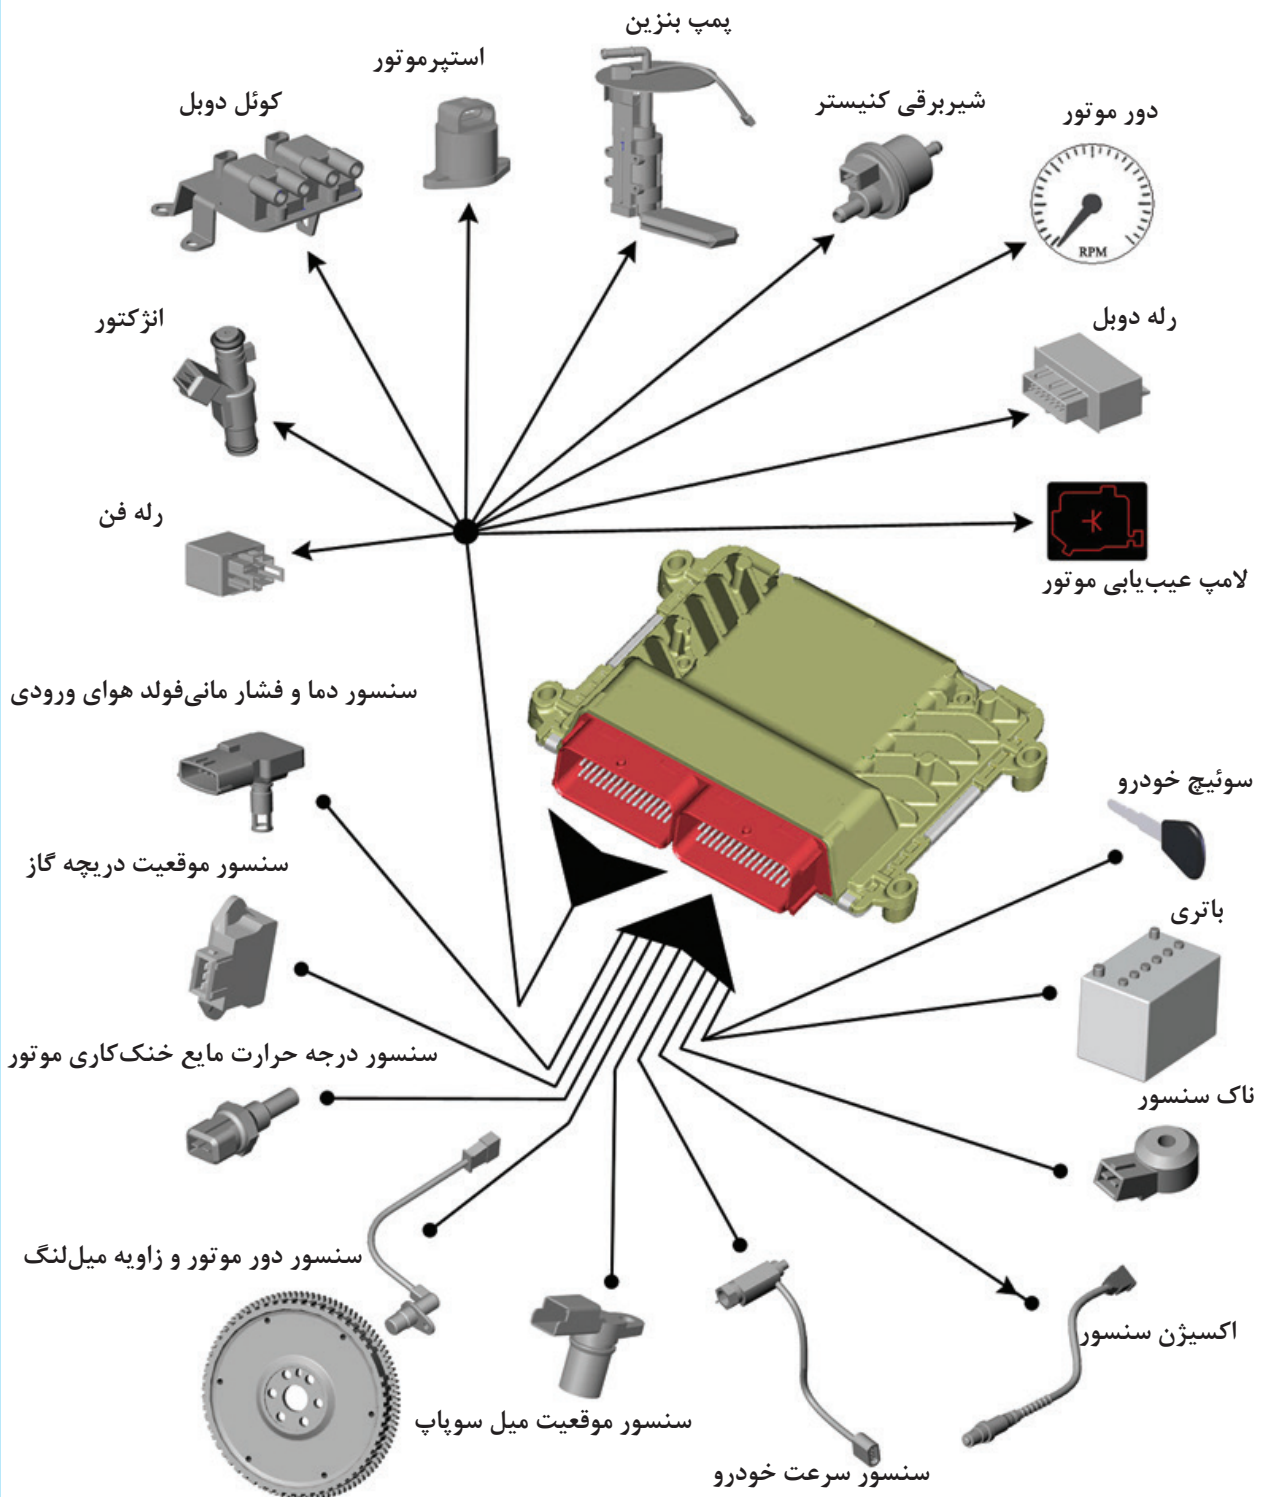 پمپ بنزین
استپرموتور
کوئل دوبل
شیربرقی کنیستر
دور موتور
RPM
انژکتور
رله دوبل
رله فن
لامپ عیب‌یابی موتور
سنسور دما و فشار مانی‌فولد هوای ورودی
سوئیچ خودرو
سنسور موقعیت دریچه گاز
باتری
سنسور درجه حرارت مایع خنک‌کاری موتور
ناک سنسور
سنسور دور موتور و زاویه میل‌لنگ
اکسیژن سنسور
سنسور موقعیت میل سوپاپ
سنسور سرعت خودرو